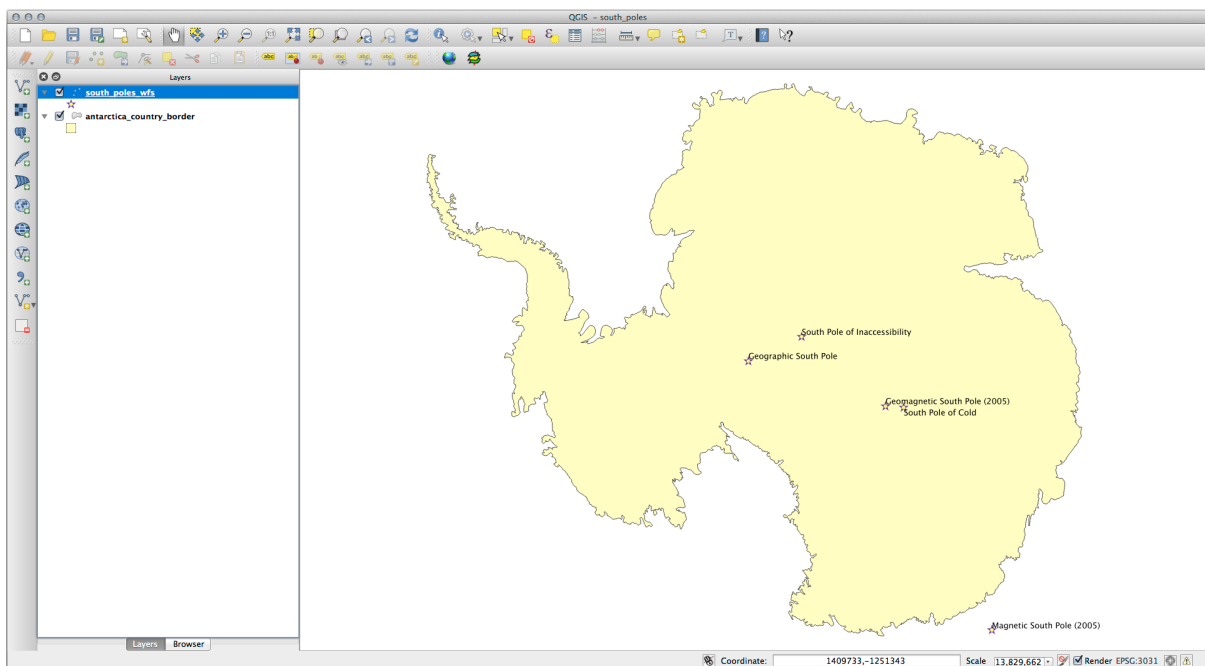 QGIS - south_poles
abc
Layers
south_poles_wfs
antarctica_country_border
South Pole of Inaccessibility
Geographic South Pole
Geomagnetic South Pole (2005)
South Pole of Cold
Magnetic South Pole (2005)
Layers Browser
Coordinate: 1409733,-1251343 Scale 13,829,662 Render EPSG:3031